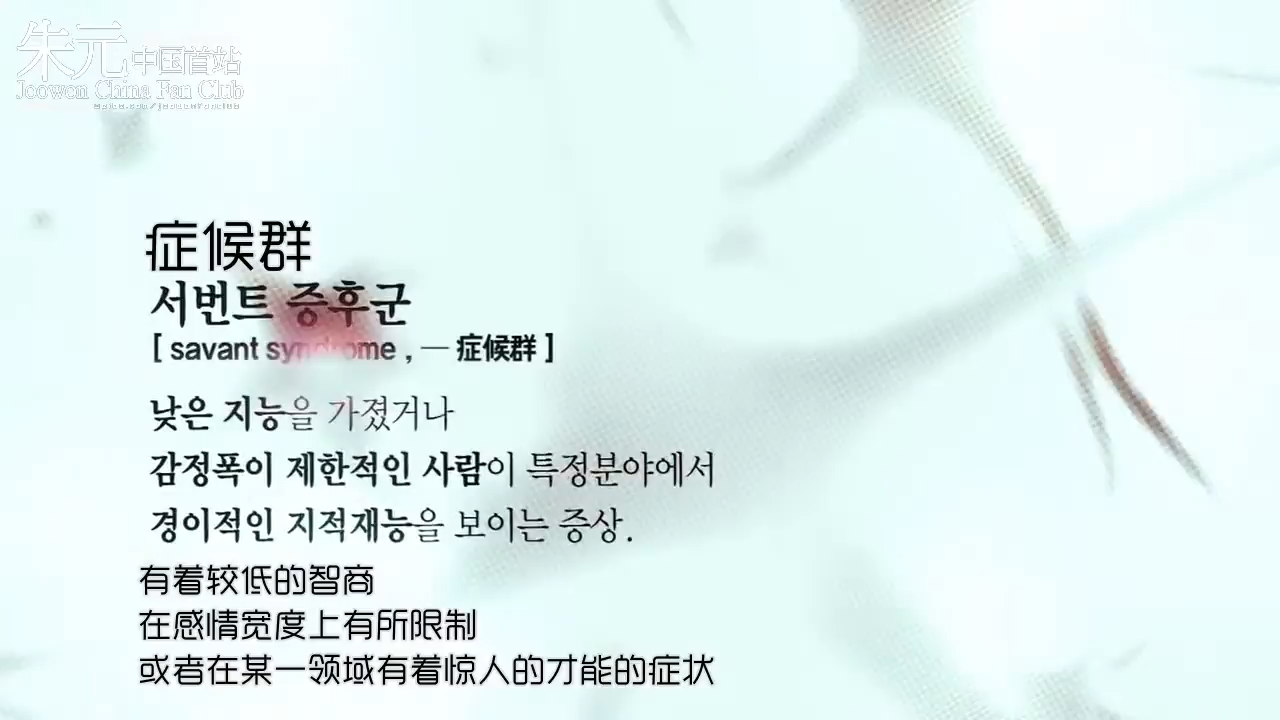 朱元中国首站
Joowon China Fan Club
症候群
서번트 증후군
[ savant syndrome , — 症候群 ]
낮은 지능을 가졌거나
감정폭이 제한적인 사람이 특정분야에서
경이적인 지적재능을 보이는 증상.
有着较低的智商
在感情宽度上有所限制
或者在某一领域有着惊人的才能的症状